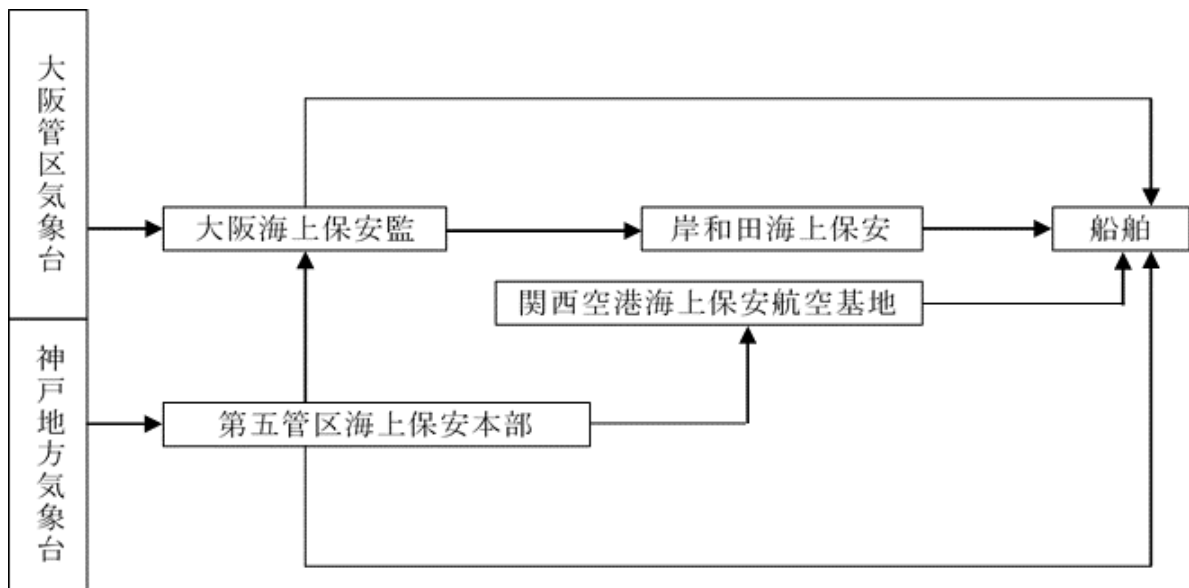 大阪管区気象台
大阪海上保安監
岸和田海上保安
船舶
関西空港海上保安航空基地
神戸地方気象台
第五管区海上保安本部